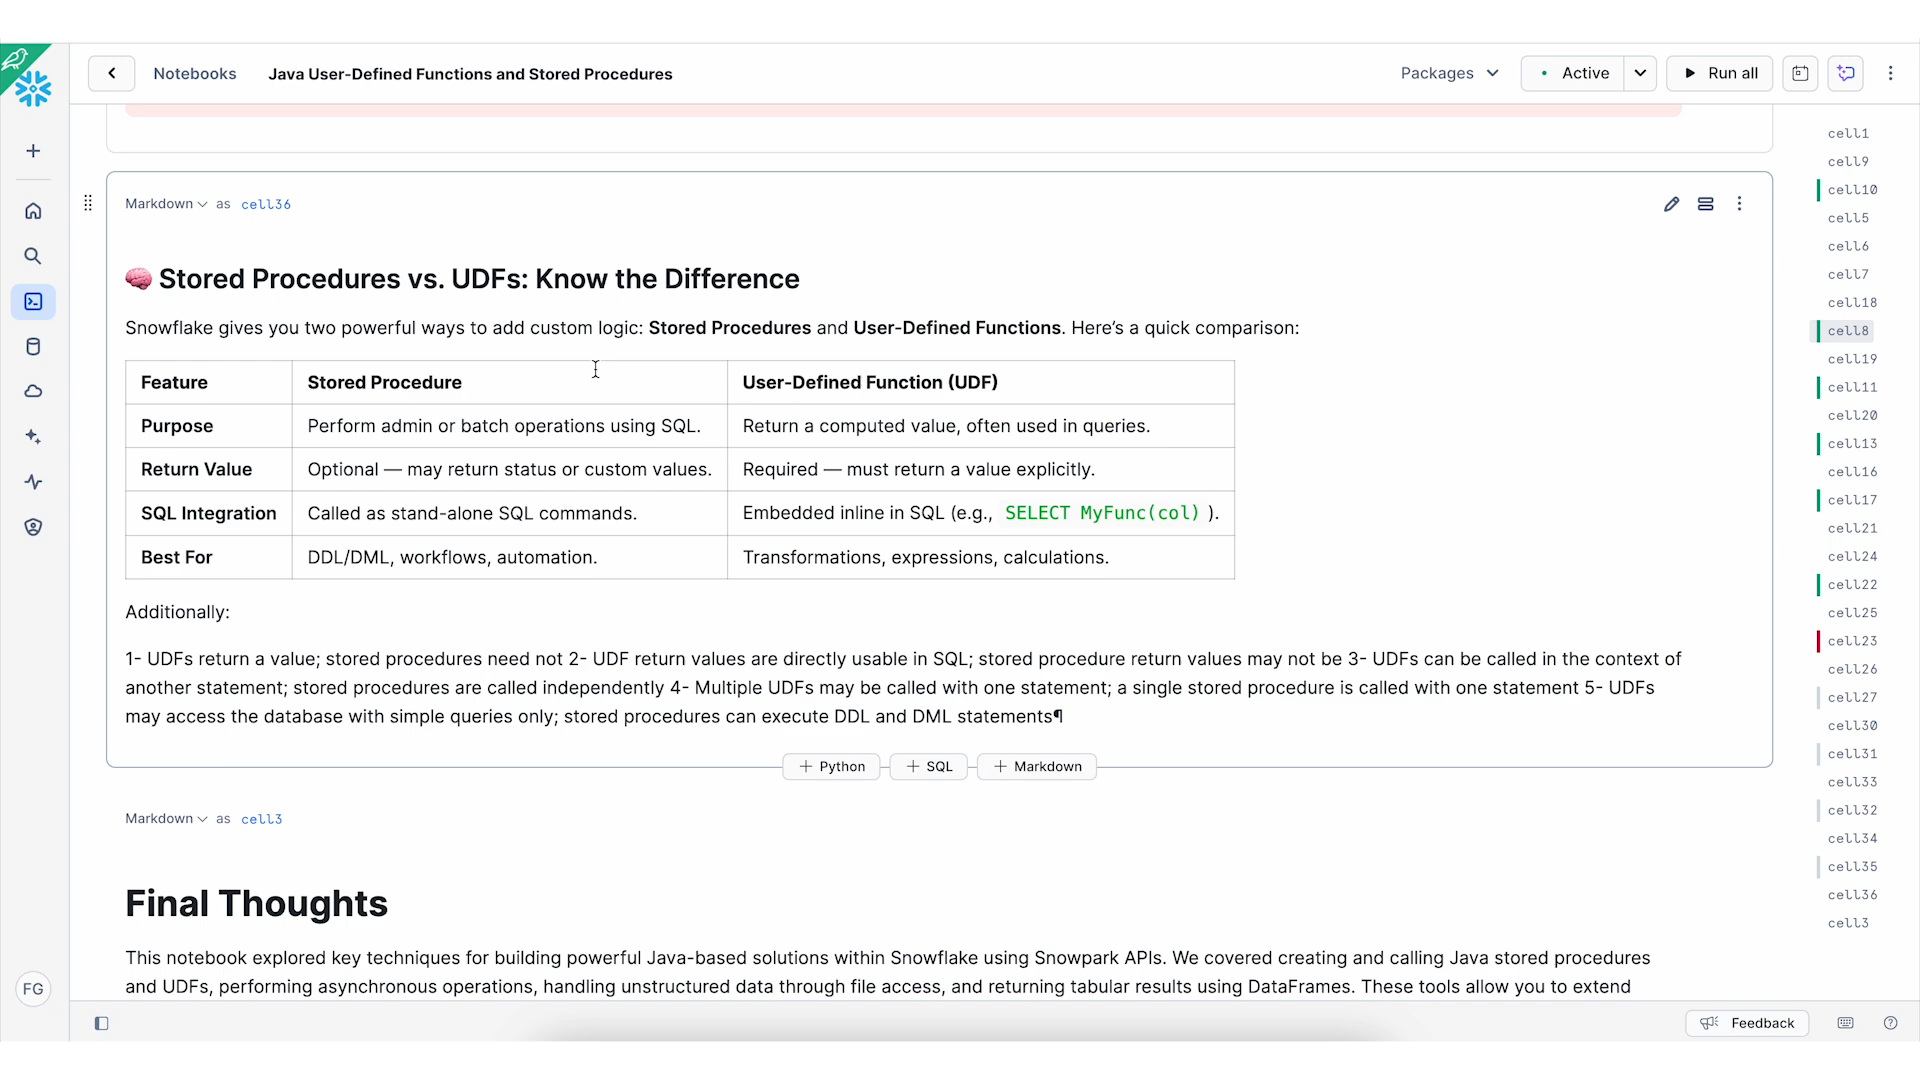 Notebooks
Java User-Defined Functions and Stored Procedures
Packages
Active
Run all
Markdown as cell36
🧠 Stored Procedures vs. UDFs: Know the Difference
Snowflake gives you two powerful ways to add custom logic: Stored Procedures and User-Defined Functions. Here’s a quick comparison:
Feature Stored Procedure User-Defined Function (UDF)
Purpose Perform admin or batch operations using SQL. Return a computed value, often used in queries.
Return Value Optional — may return status or custom values. Required — must return a value explicitly.
SQL Integration Called as stand-alone SQL commands. Embedded inline in SQL (e.g., SELECT MyFunc(col) ).
Best For DDL/DML, workflows, automation. Transformations, expressions, calculations.
Additionally:
1- UDFs return a value; stored procedures need not 2- UDF return values are directly usable in SQL; stored procedure return values may not be 3- UDFs can be called in the context of
another statement; stored procedures are called independently 4- Multiple UDFs may be called with one statement; a single stored procedure is called with one statement 5- UDFs
may access the database with simple queries only; stored procedures can execute DDL and DML statements¶
+ Python
+ SQL
+ Markdown
Markdown as cell3
Final Thoughts
This notebook explored key techniques for building powerful Java-based solutions within Snowflake using Snowpark APIs. We covered creating and calling Java stored procedures
and UDFs, performing asynchronous operations, handling unstructured data through file access, and returning tabular results using DataFrames. These tools allow you to extend
cell1
cell9
cell10
cell5
cell6
cell7
cell18
cell8
cell19
cell11
cell20
cell13
cell16
cell17
cell21
cell24
cell22
cell25
cell23
cell26
cell27
cell30
cell31
cell33
cell32
cell34
cell35
cell36
cell3
FG
Feedback